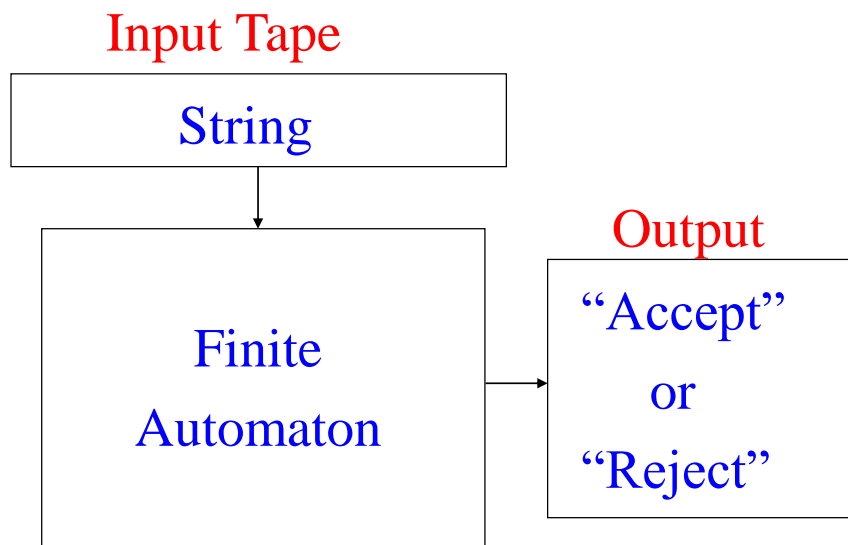 Input Tape
String
Finite
Automaton
Output
“Accept”
or
“Reject”